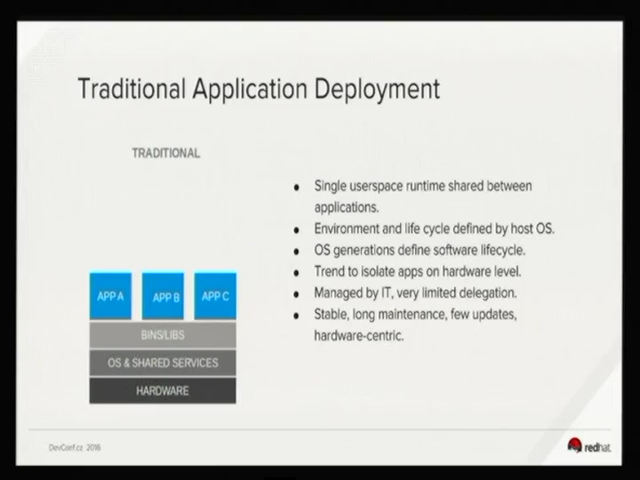 Traditional Application Deployment
TRADITIONAL
APP A
APP B
APP C
BINS/LIBS
OS & SHARED SERVICES
HARDWARE
● Single userspace runtime shared between
applications.
● Environment and life cycle defined by host OS.
● OS generations define software lifecycle.
● Trend to isolate apps on hardware level.
● Managed by IT, very limited delegation.
● Stable, long maintenance, few updates,
hardware-centric.
DevConf.cz 2016
redhat.